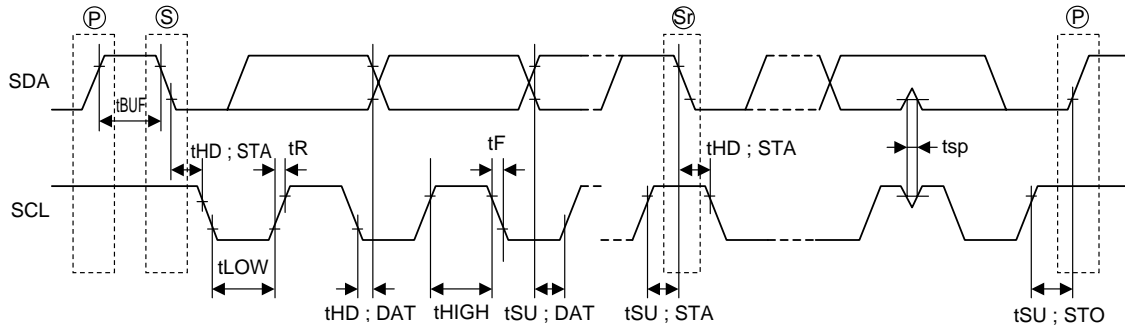 P S Sr P
SDA
tBUF
tHD ; STA tR tF tHD ; STA tsp
SCL
tLOW
tHD ; DAT tHIGH tSU ; DAT tSU ; STA tSU ; STO